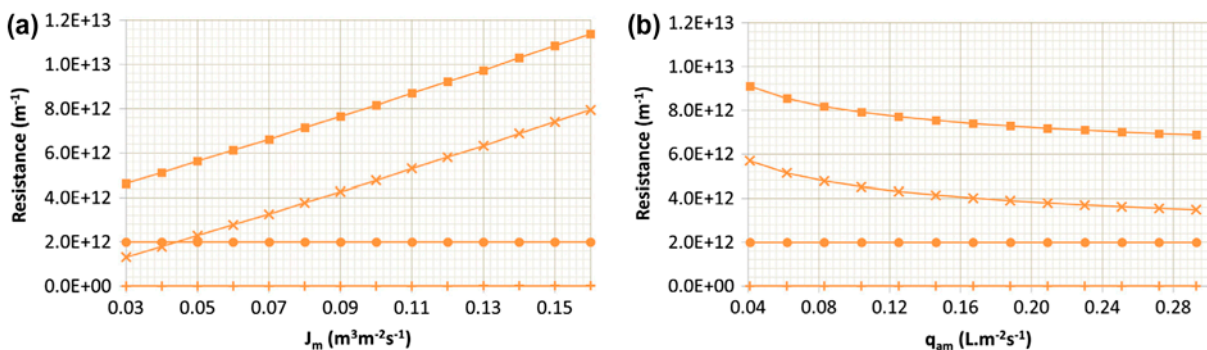 (a)
1.2E+13
1.0E+13
8.0E+12
6.0E+12
4.0E+12
2.0E+12
0.0E+00
Resistance (m⁻¹)
0.03 0.05 0.07 0.09 0.11 0.13 0.15
Jₘ (m³m⁻²s⁻¹)
(b)
1.2E+13
1.0E+13
8.0E+12
6.0E+12
4.0E+12
2.0E+12
0.0E+00
Resistance (m⁻¹)
0.04 0.08 0.12 0.16 0.20 0.24 0.28
qₐₘ (L.m⁻²s⁻¹)